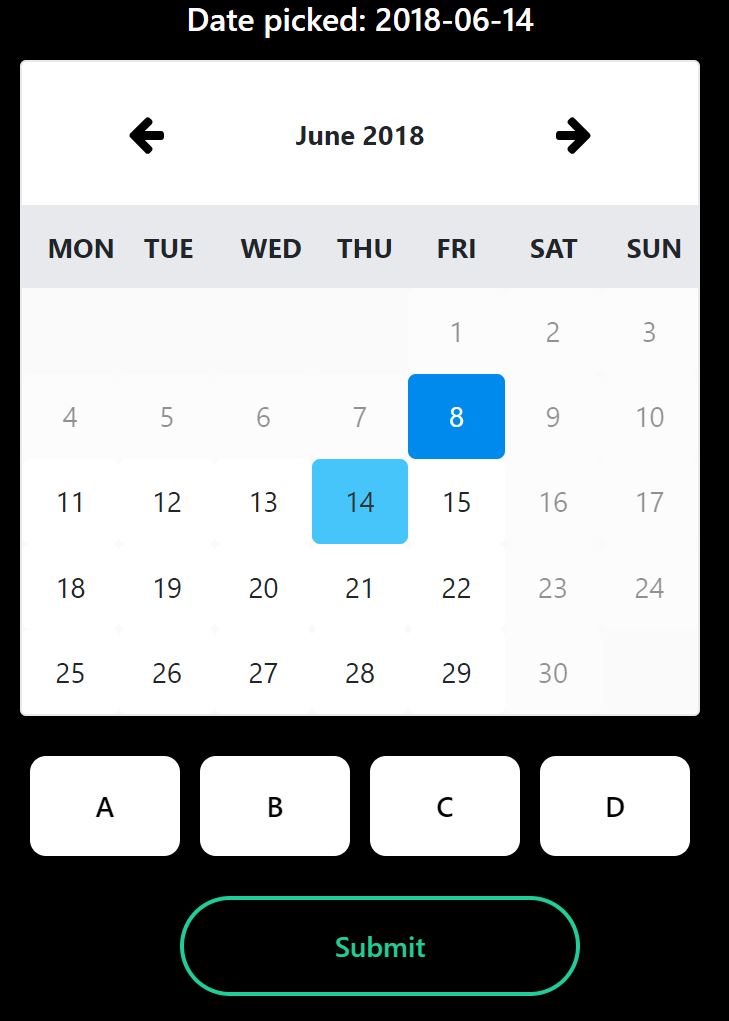 Date picked: 2018-06-14
June 2018
MON TUE WED THU FRI SAT SUN
1 2 3
4 5 6 7 8 9 10
11 12 13 14 15 16 17
18 19 20 21 22 23 24
25 26 27 28 29 30
A B C D
Submit